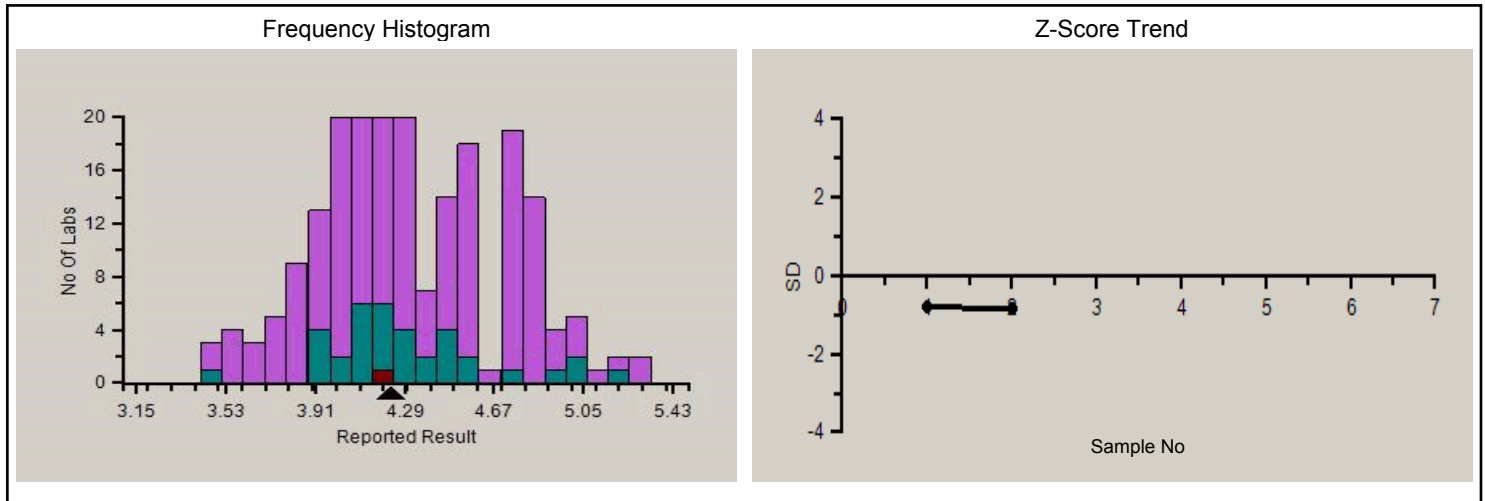 Frequency Histogram
20
16
12
8
4
0
No Of Labs
3.15 3.53 3.91 4.29 4.67 5.05 5.43
Reported Result
Z-Score Trend
4
2
0
-2
-4
SD
0 1 2 3 4 5 6 7
Sample No